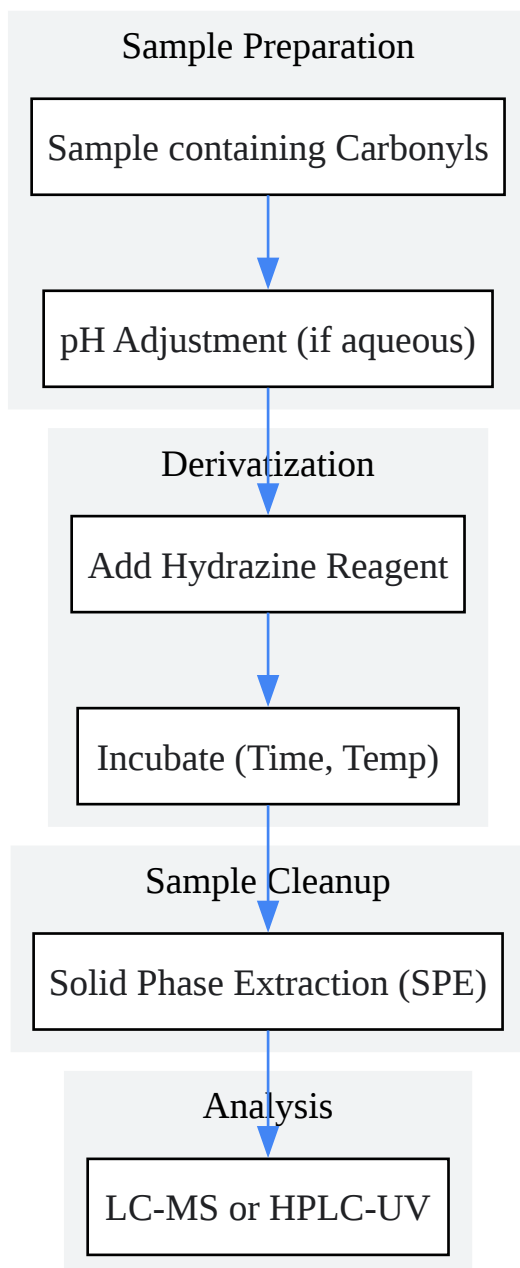 Sample Preparation
Sample containing Carbonyls
pH Adjustment (if aqueous)
Derivatization
Add Hydrazine Reagent
Incubate (Time, Temp)
Sample Cleanup
Solid Phase Extraction (SPE)
Analysis
LC-MS or HPLC-UV